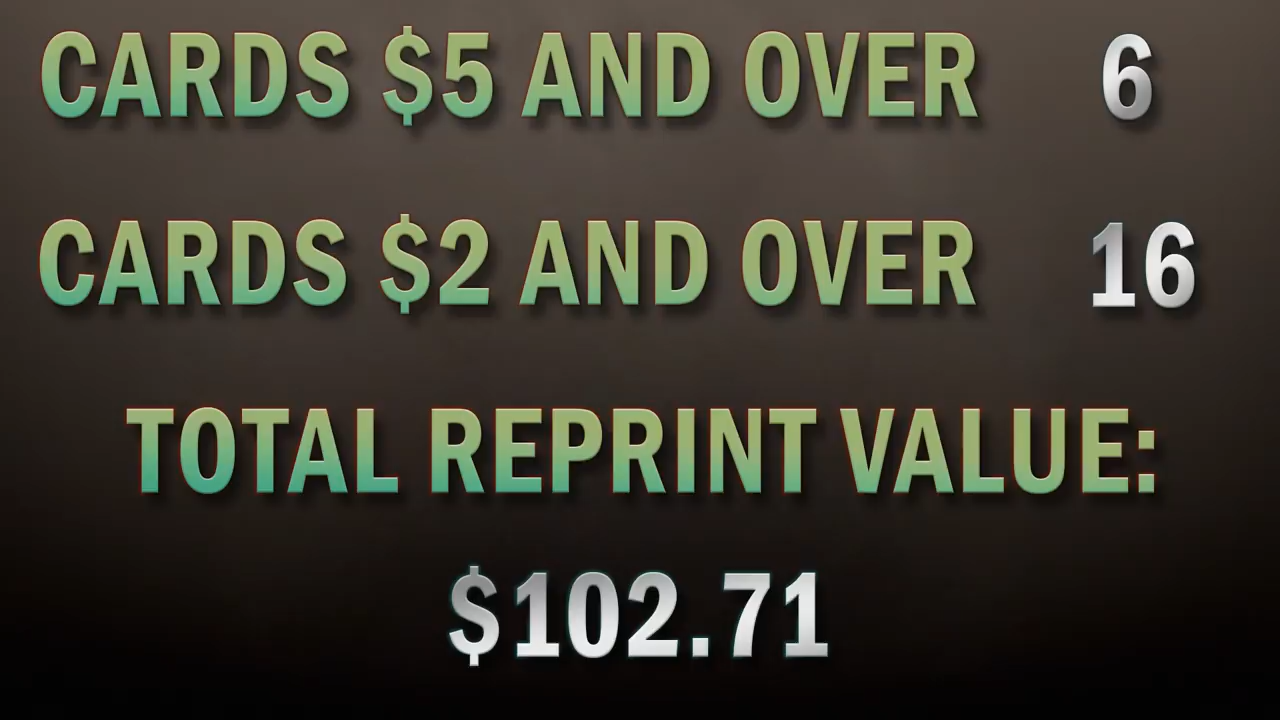 CARDS $5 AND OVER 6
CARDS $2 AND OVER 16
TOTAL REPRINT VALUE:
$102.71